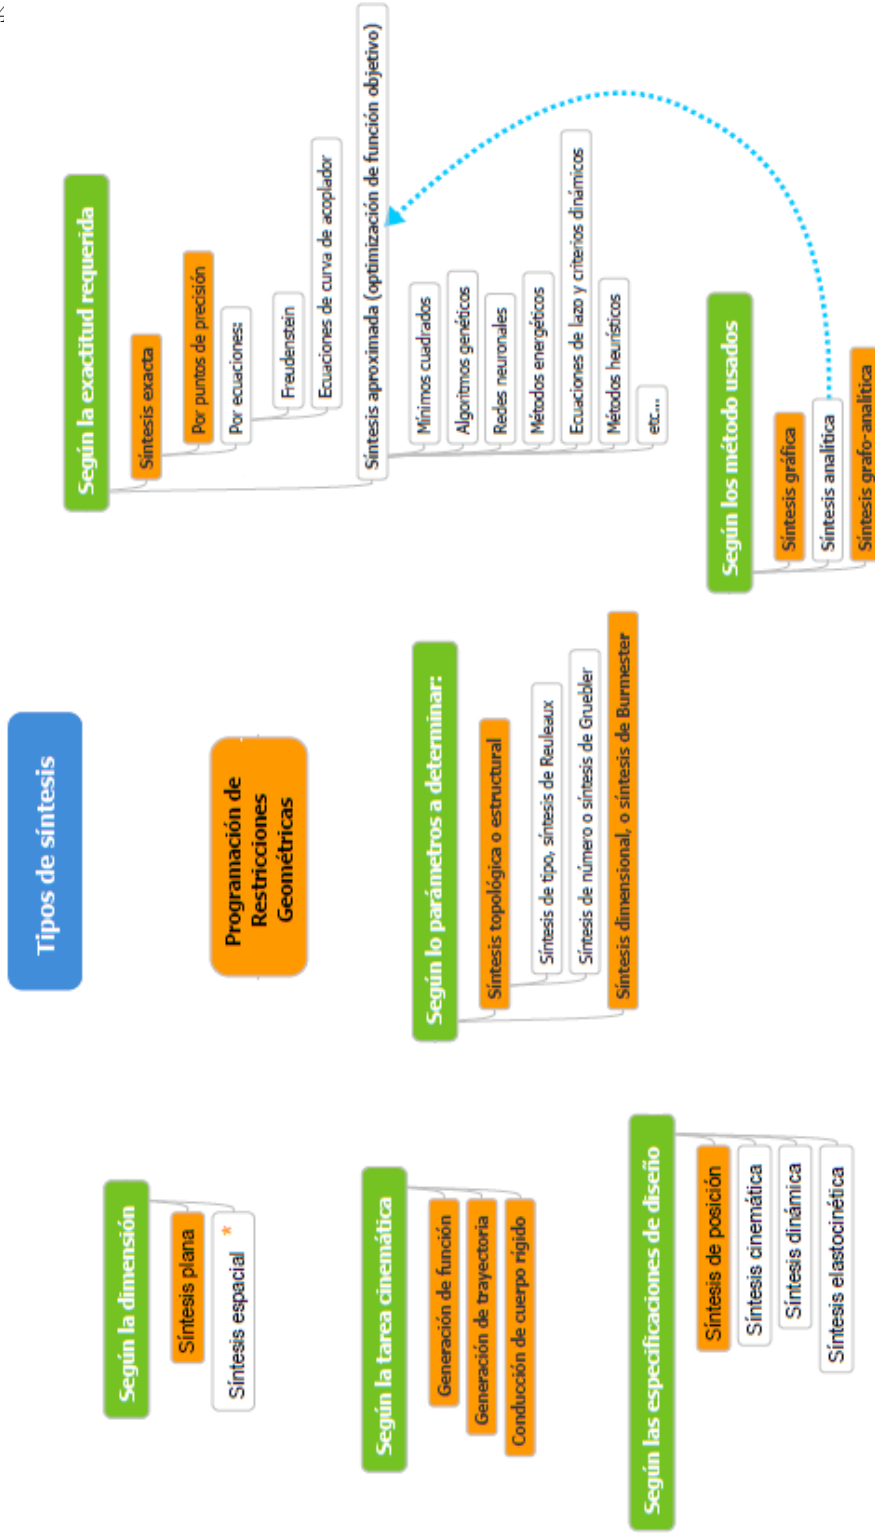 Tipos de síntesis
Según la dimensión
Síntesis plana
Síntesis espacial *
Según la tarea cinemática
Generación de función
Generación de trayectoria
Conducción de cuerpo rígido
Según las especificaciones de diseño
Síntesis de posición
Síntesis cinemática
Síntesis dinámica
Síntesis elastocinética
Programación de
Restricciones
Geométricas
Según lo parámetros a determinar:
Síntesis topológica o estructural
Síntesis de tipo, síntesis de Reuleaux
Síntesis de número o síntesis de Gruebler
Síntesis dimensional, o síntesis de Burmester
Según la exactitud requerida
Síntesis exacta
Por puntos de precisión
Por ecuaciones:
Freudenstein
Ecuaciones de curva de acoplador
Síntesis aproximada (optimización de función objetivo)
Mínimos cuadrados
Algoritmos genéticos
Redes neuronales
Métodos energéticos
Ecuaciones de lazo y criterios dinámicos
Métodos heurísticos
etc...
Según los método usados
Síntesis gráfica
Síntesis analítica
Síntesis grafo-analítica